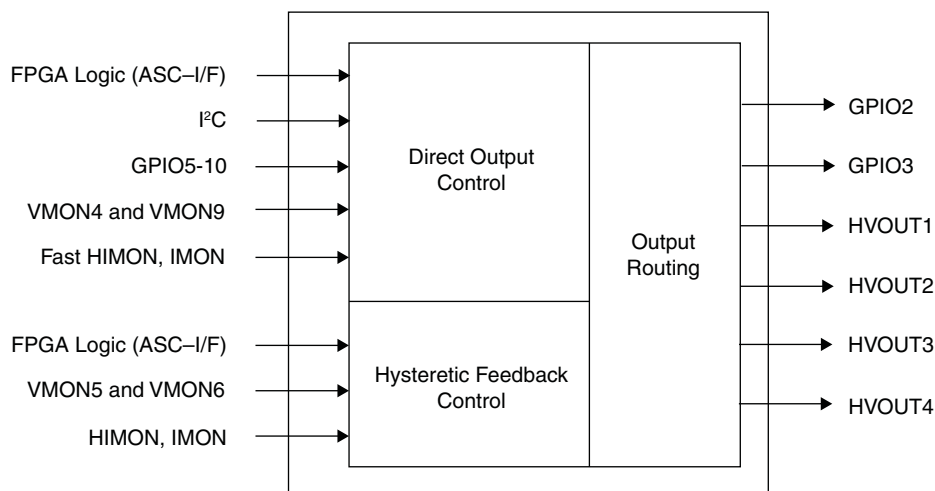 FPGA Logic (ASC–I/F)
I²C
GPIO5-10
VMON4 and VMON9
Fast HIMON, IMON
FPGA Logic (ASC–I/F)
VMON5 and VMON6
HIMON, IMON
Direct Output
Control
Hysteretic Feedback
Control
Output
Routing
GPIO2
GPIO3
HVOUT1
HVOUT2
HVOUT3
HVOUT4